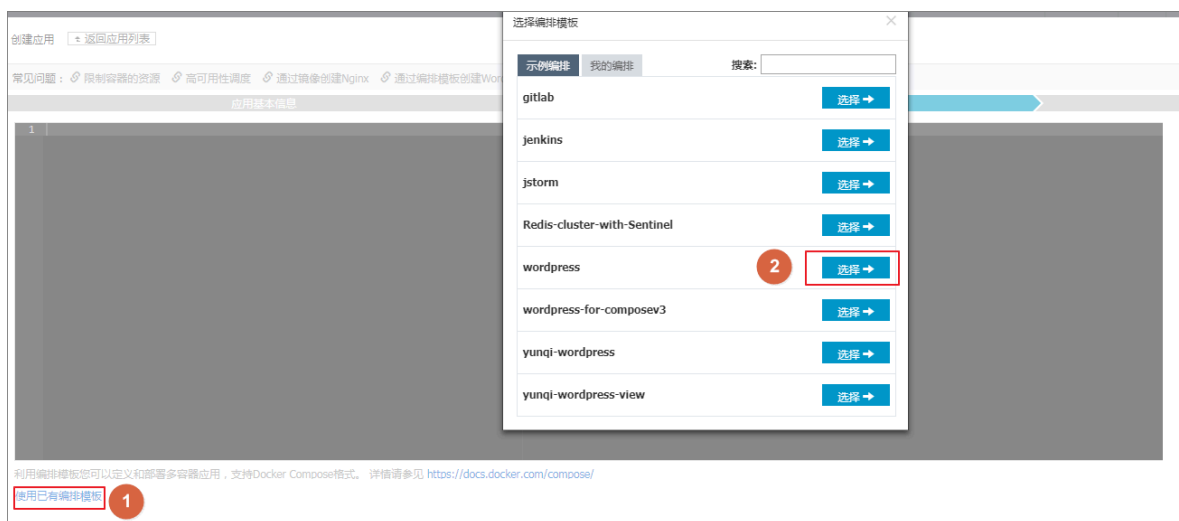 选择编排模板
创建应用 返回应用列表
示例编排 我的编排 搜索:
常见问题： 限制容器的资源 高可用性调度 通过镜像创建Nginx 通过编排模板创建Wor
gitlab 选择
应用基本信息
1
jenkins 选择
jstorm 选择
Redis-cluster-with-Sentinel 选择
wordpress 2 选择
wordpress-for-composev3 选择
yunqi-wordpress 选择
yunqi-wordpress-view 选择
利用编排模板您可以定义和部署多容器应用，支持Docker Compose格式。 详情请参见 https://docs.docker.com/compose/
使用已有编排模板 1